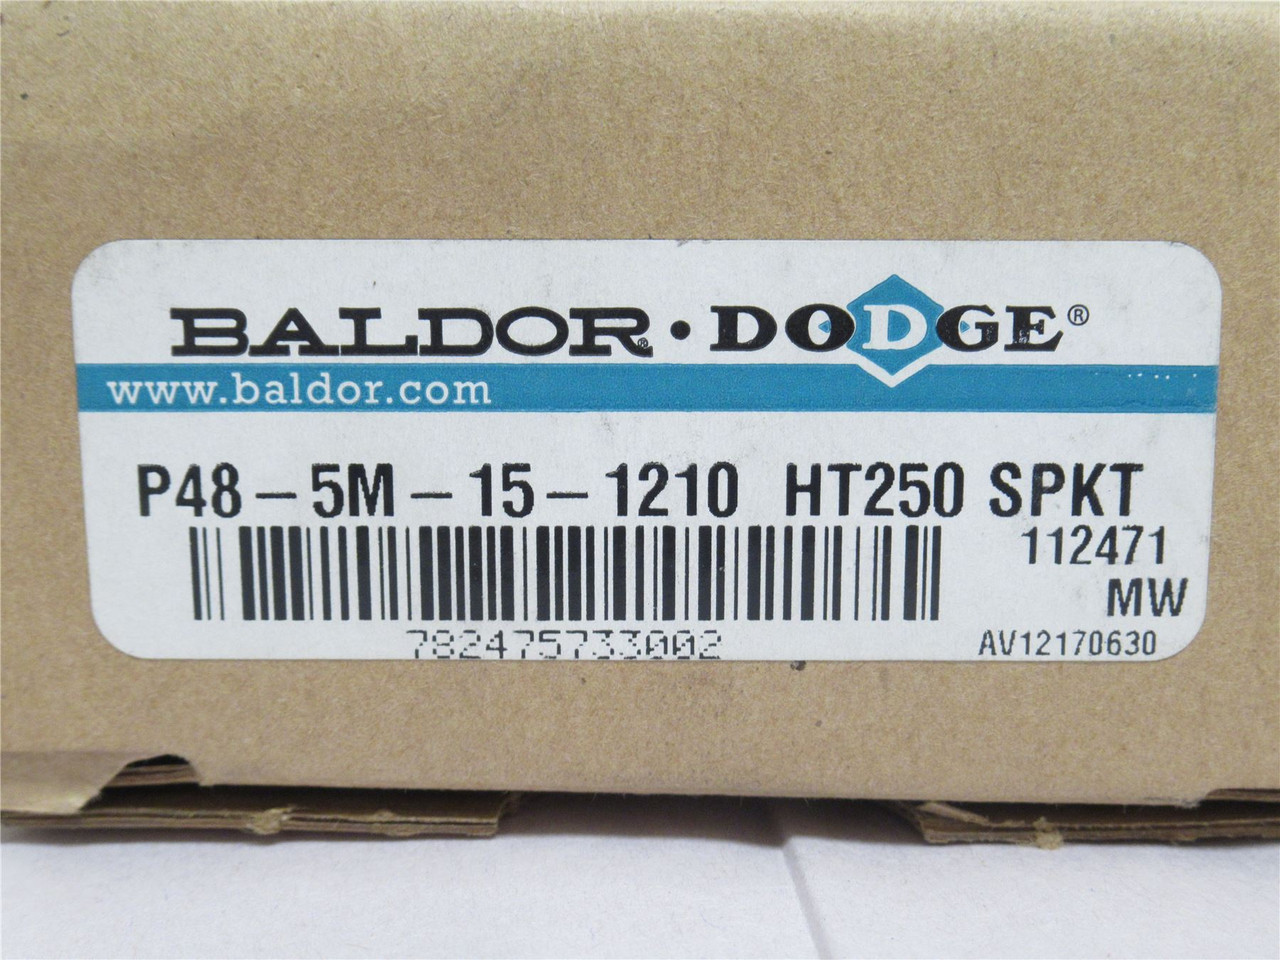 BALDOR® · DODGE®
www.baldor.com
P48-5M-15-1210 HT250 SPKT
112471
MW
782475733002
AV12170630